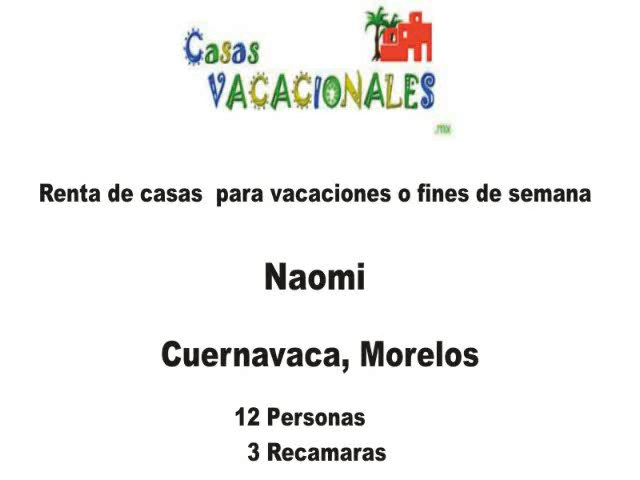 Casas
VACACIONALES
.mx
Renta de casas para vacaciones o fines de semana
Naomi
Cuernavaca, Morelos
12 Personas
3 Recamaras